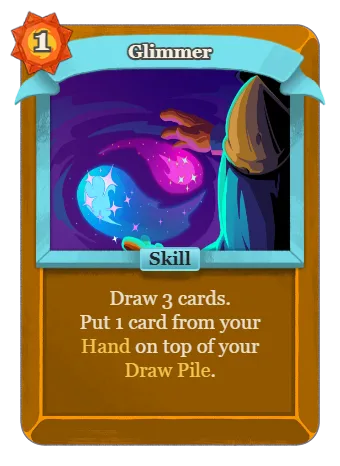 1
Glimmer
Skill
Draw 3 cards.
Put 1 card from your
Hand on top of your
Draw Pile.